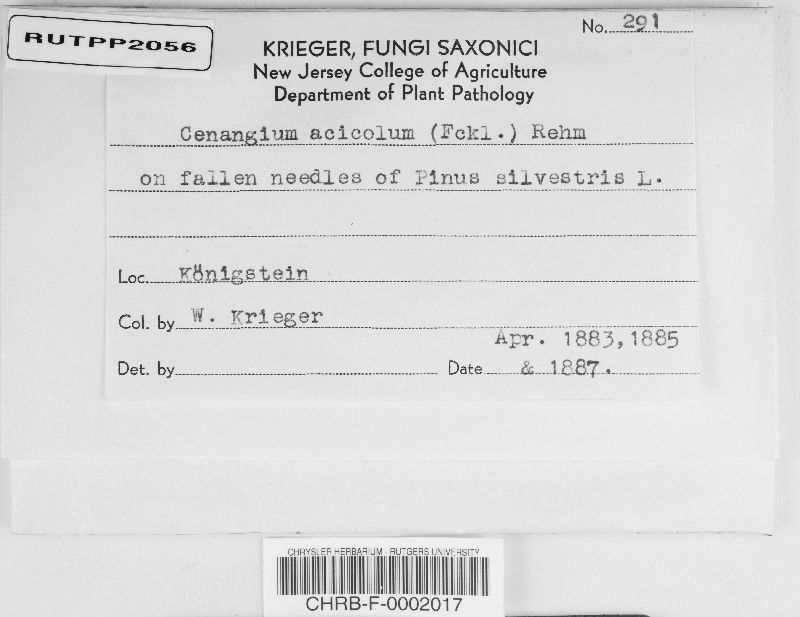 RUTPP2056
No. 291
KRIEGER, FUNGI SAXONICI
New Jersey College of Agriculture
Department of Plant Pathology
Cenangium acicolum (Fckl.) Rehm
on fallen needles of Pinus silvestris L.
Loc. Königstein
Col. by W. Krieger
Apr. 1883, 1885
Det. by Date & 1887.
CHRYSLER HERBARIUM - RUTGERS UNIVERSITY
CHRB-F-0002017